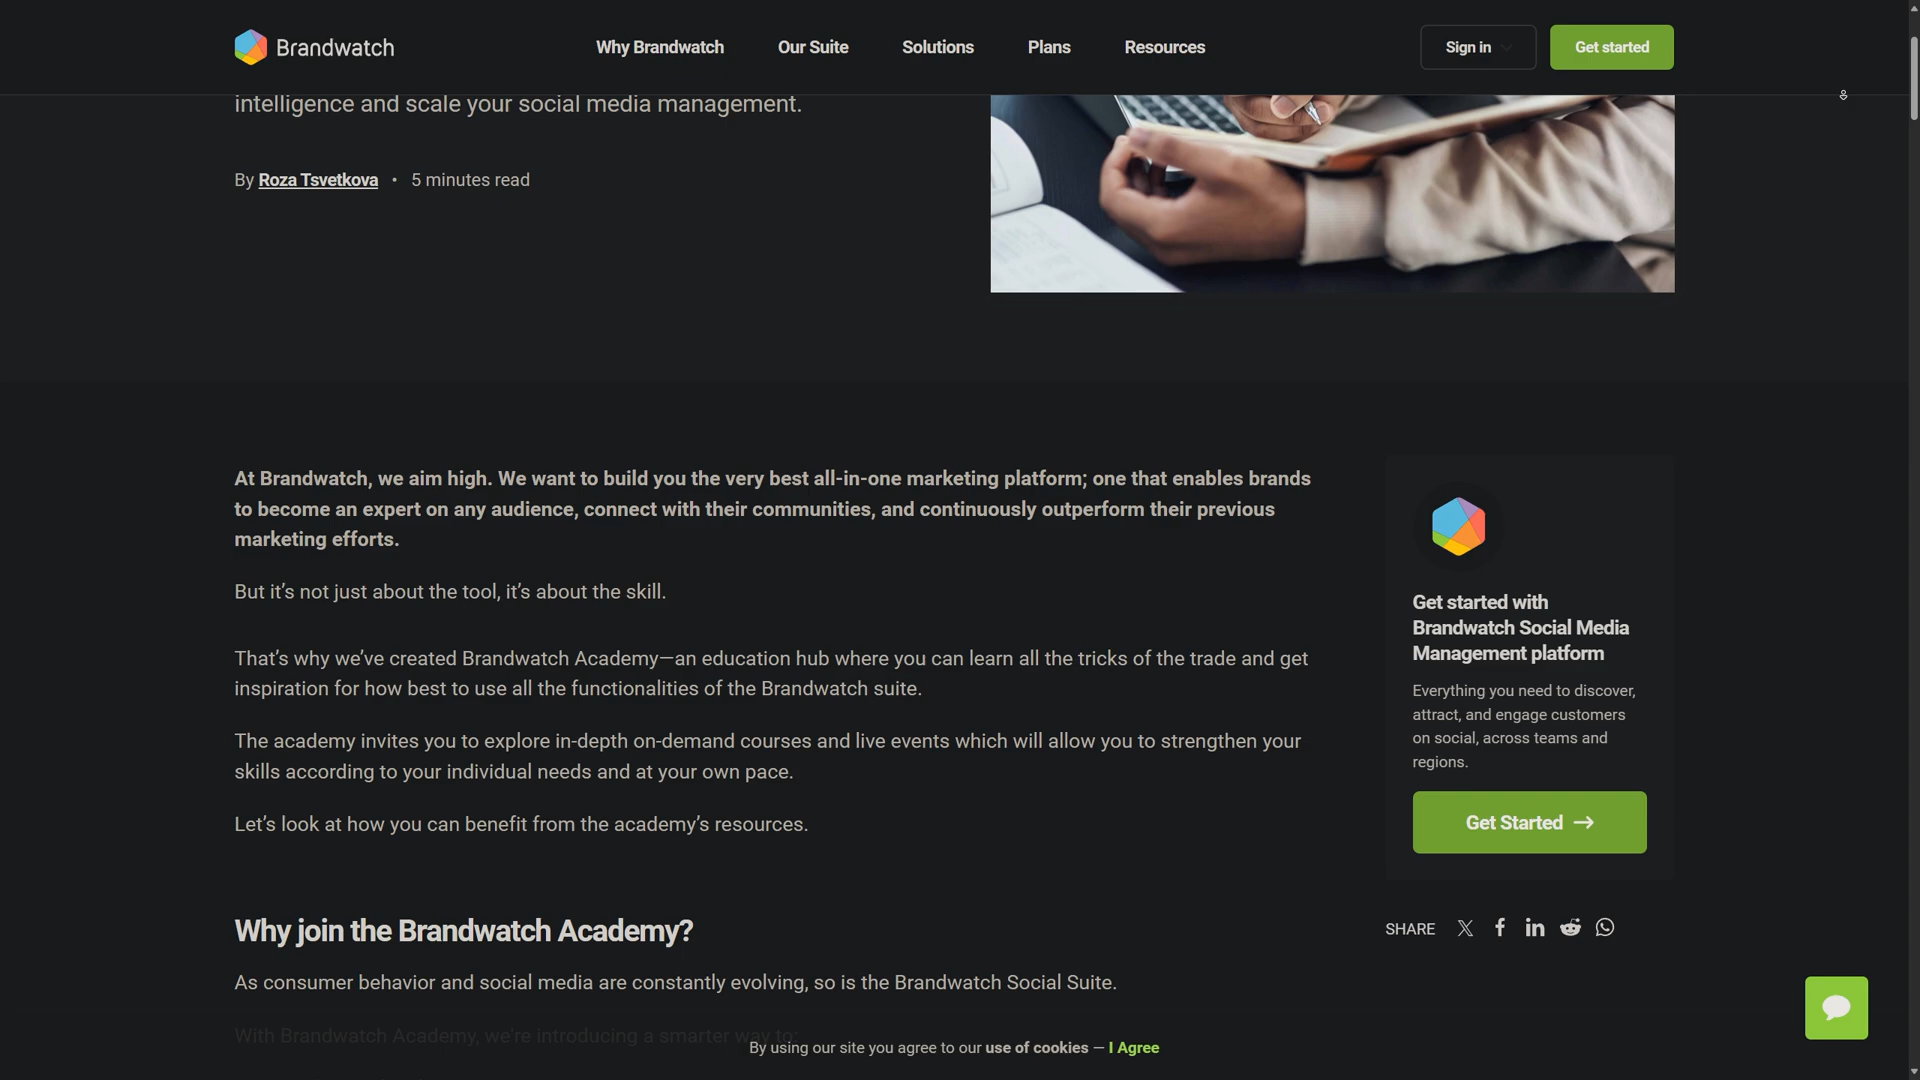 Brandwatch
Why Brandwatch
Our Suite
Solutions
Plans
Resources
Sign in
Get started
intelligence and scale your social media management.
By Roza Tsvetkova • 5 minutes read
At Brandwatch, we aim high. We want to build you the very best all-in-one marketing platform; one that enables brands
to become an expert on any audience, connect with their communities, and continuously outperform their previous
marketing efforts.
But it’s not just about the tool, it’s about the skill.
That’s why we’ve created Brandwatch Academy—an education hub where you can learn all the tricks of the trade and get
inspiration for how best to use all the functionalities of the Brandwatch suite.
The academy invites you to explore in-depth on-demand courses and live events which will allow you to strengthen your
skills according to your individual needs and at your own pace.
Let’s look at how you can benefit from the academy’s resources.
Why join the Brandwatch Academy?
As consumer behavior and social media are constantly evolving, so is the Brandwatch Social Suite.
With Brandwatch Academy, we're introducing a smarter way to:
Get started with
Brandwatch Social Media
Management platform
Everything you need to discover,
attract, and engage customers
on social, across teams and
regions.
Get Started →
SHARE
By using our site you agree to our use of cookies — I Agree